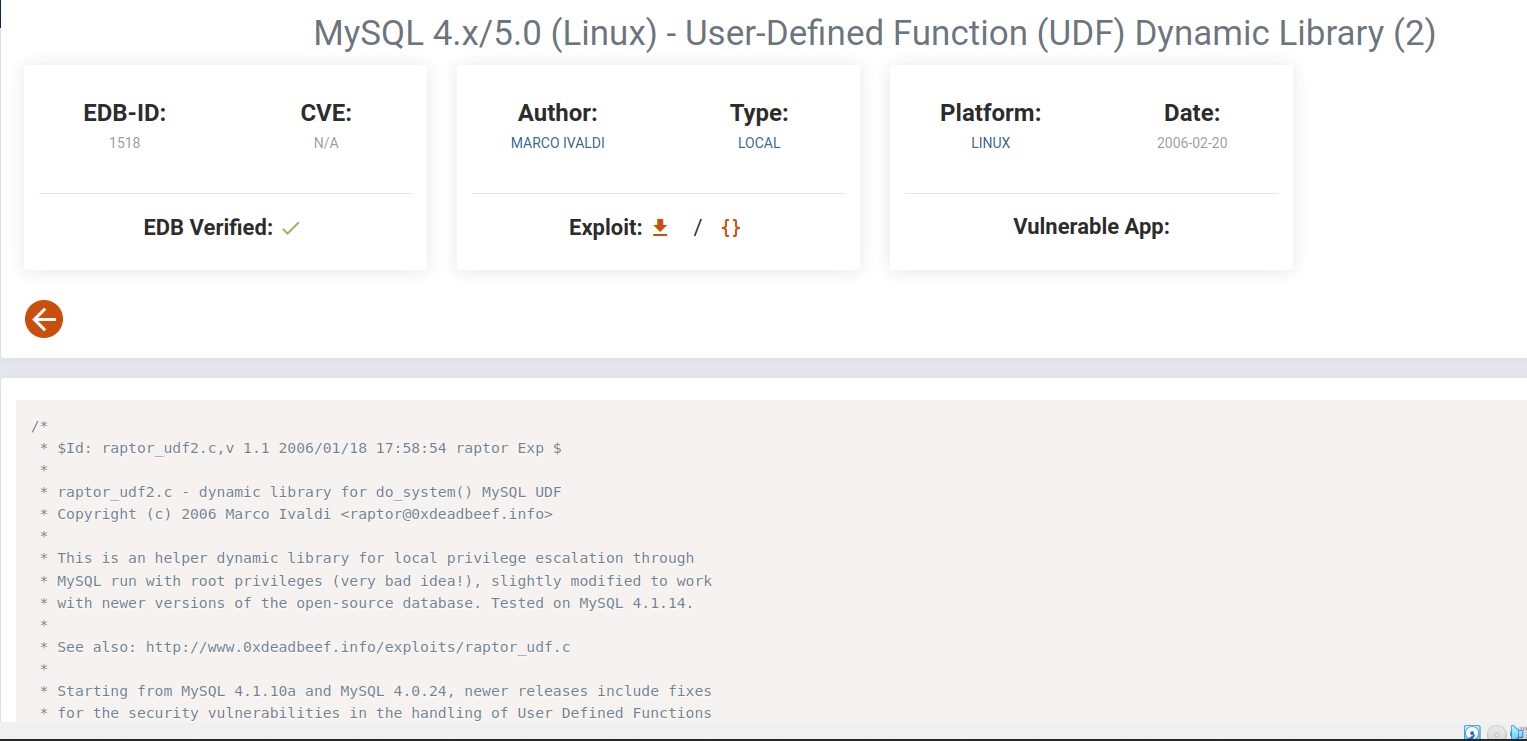 MySQL 4.x/5.0 (Linux) - User-Defined Function (UDF) Dynamic Library (2)
EDB-ID:
1518
CVE:
N/A
EDB Verified:
Author:
MARCO IVALDI
Type:
LOCAL
Exploit: / {}
Platform:
LINUX
Date:
2006-02-20
Vulnerable App:
/*
* $Id: raptor_udf2.c,v 1.1 2006/01/18 17:58:54 raptor Exp $
*
* raptor_udf2.c - dynamic library for do_system() MySQL UDF
* Copyright (c) 2006 Marco Ivaldi <raptor@0xdeadbeef.info>
*
* This is an helper dynamic library for local privilege escalation through
* MySQL run with root privileges (very bad idea!), slightly modified to work
* with newer versions of the open-source database. Tested on MySQL 4.1.14.
*
* See also: http://www.0xdeadbeef.info/exploits/raptor_udf.c
*
* Starting from MySQL 4.1.10a and MySQL 4.0.24, newer releases include fixes
* for the security vulnerabilities in the handling of User Defined Functions